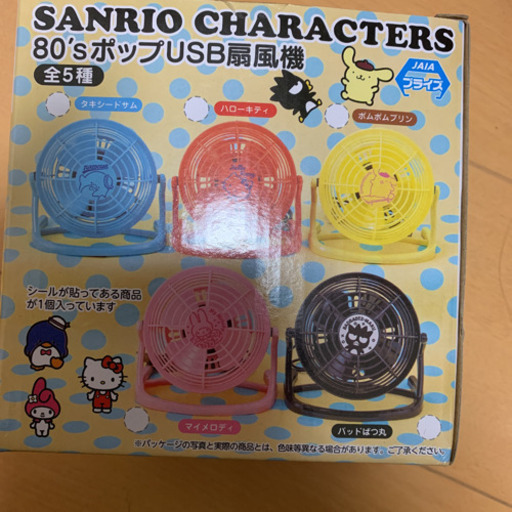 SANRIO CHARACTERS
80'sポップUSB扇風機
全5種
JAIA
プライズ
タキシードサム
ハローキティ
ポムポムプリン
シールが貼ってある商品
が1個入っています
マイメロディ
バッドばつ丸
※パッケージの写真と実際の商品とは、色味等異なる場合があります。ご了承ください。